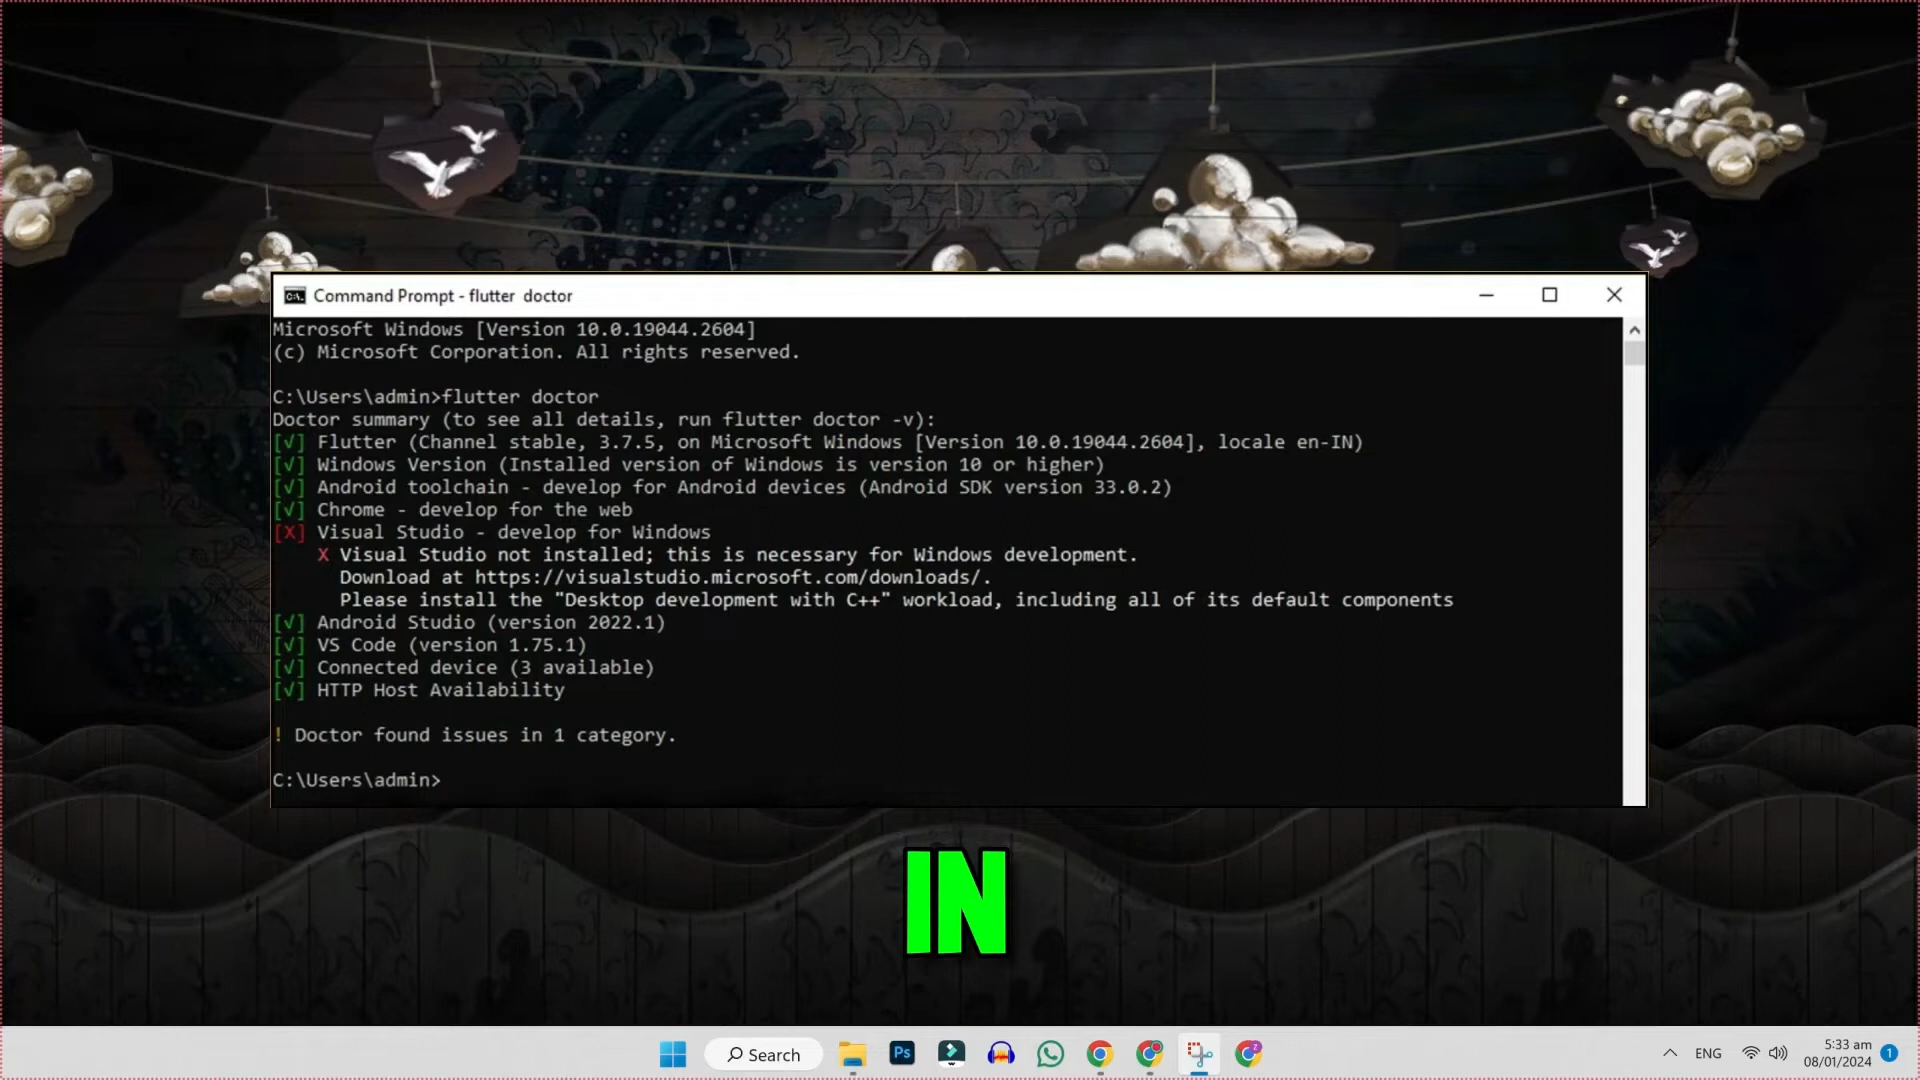 Command Prompt - flutter  doctor
Microsoft Windows [Version 10.0.19044.2604]
(c) Microsoft Corporation. All rights reserved.
C:\Users\admin>flutter doctor
Doctor summary (to see all details, run flutter doctor -v):
[√] Flutter (Channel stable, 3.7.5, on Microsoft Windows [Version 10.0.19044.2604], locale en-IN)
[√] Windows Version (Installed version of Windows is version 10 or higher)
[√] Android toolchain - develop for Android devices (Android SDK version 33.0.2)
[√] Chrome - develop for the web
[X] Visual Studio - develop for Windows
X Visual Studio not installed; this is necessary for Windows development.
Download at https://visualstudio.microsoft.com/downloads/.
Please install the "Desktop development with C++" workload, including all of its default components
[√] Android Studio (version 2022.1)
[√] VS Code (version 1.75.1)
[√] Connected device (3 available)
[√] HTTP Host Availability
! Doctor found issues in 1 category.
C:\Users\admin>
IN
Search
Ps
ENG
5:33 am
08/01/2024
1